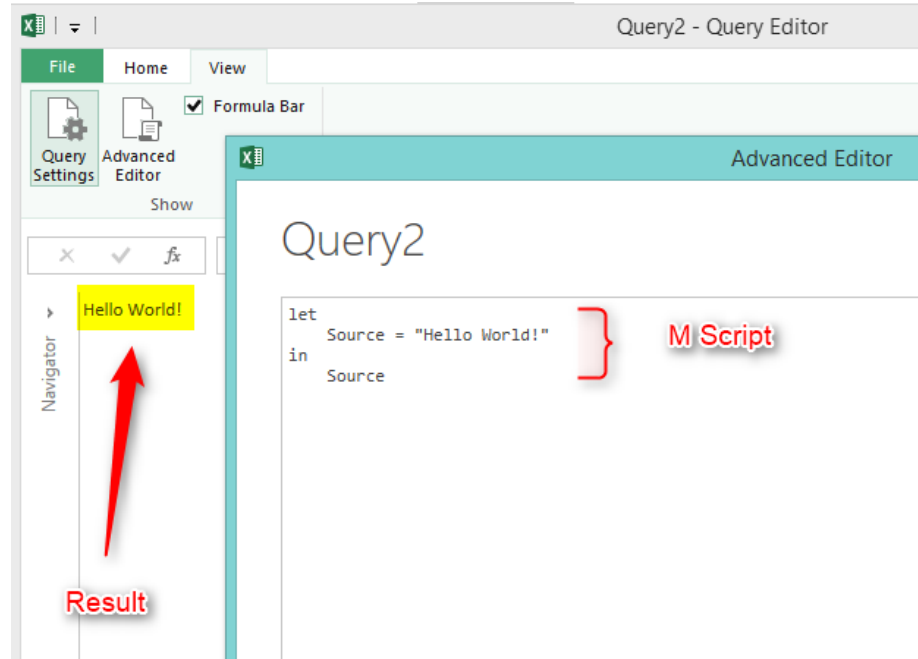 Query2 - Query Editor
File Home View
Formula Bar
Query Settings
Advanced Editor
Show
Advanced Editor
Query2
fx
Hello World!
Navigator
let
Source = "Hello World!"
in
Source
M Script
Result